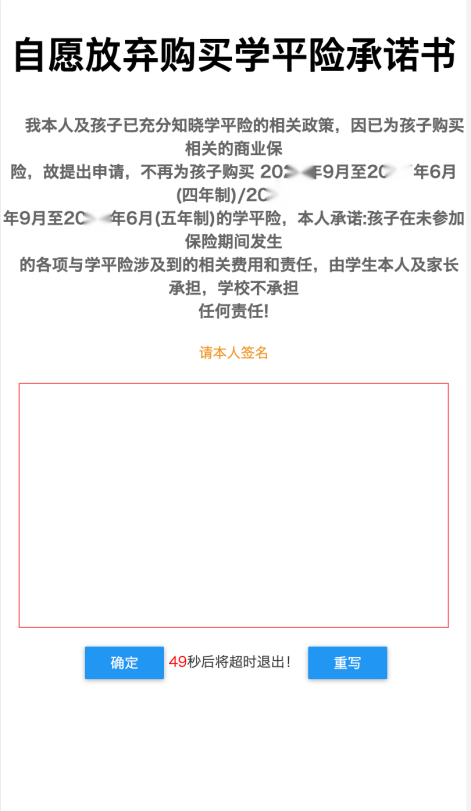 自愿放弃购买学平险承诺书
我本人及孩子已充分知晓学平险的相关政策，因已为孩子购买
相关的商业保
险，故提出申请，不再为孩子购买 202 年9月至20 年6月
(四年制)/20
年9月至20 年6月(五年制)的学平险，本人承诺:孩子在未参加
保险期间发生
的各项与学平险涉及到的相关费用和责任，由学生本人及家长
承担，学校不承担
任何责任!
请本人签名
确定 49秒后将超时退出! 重写